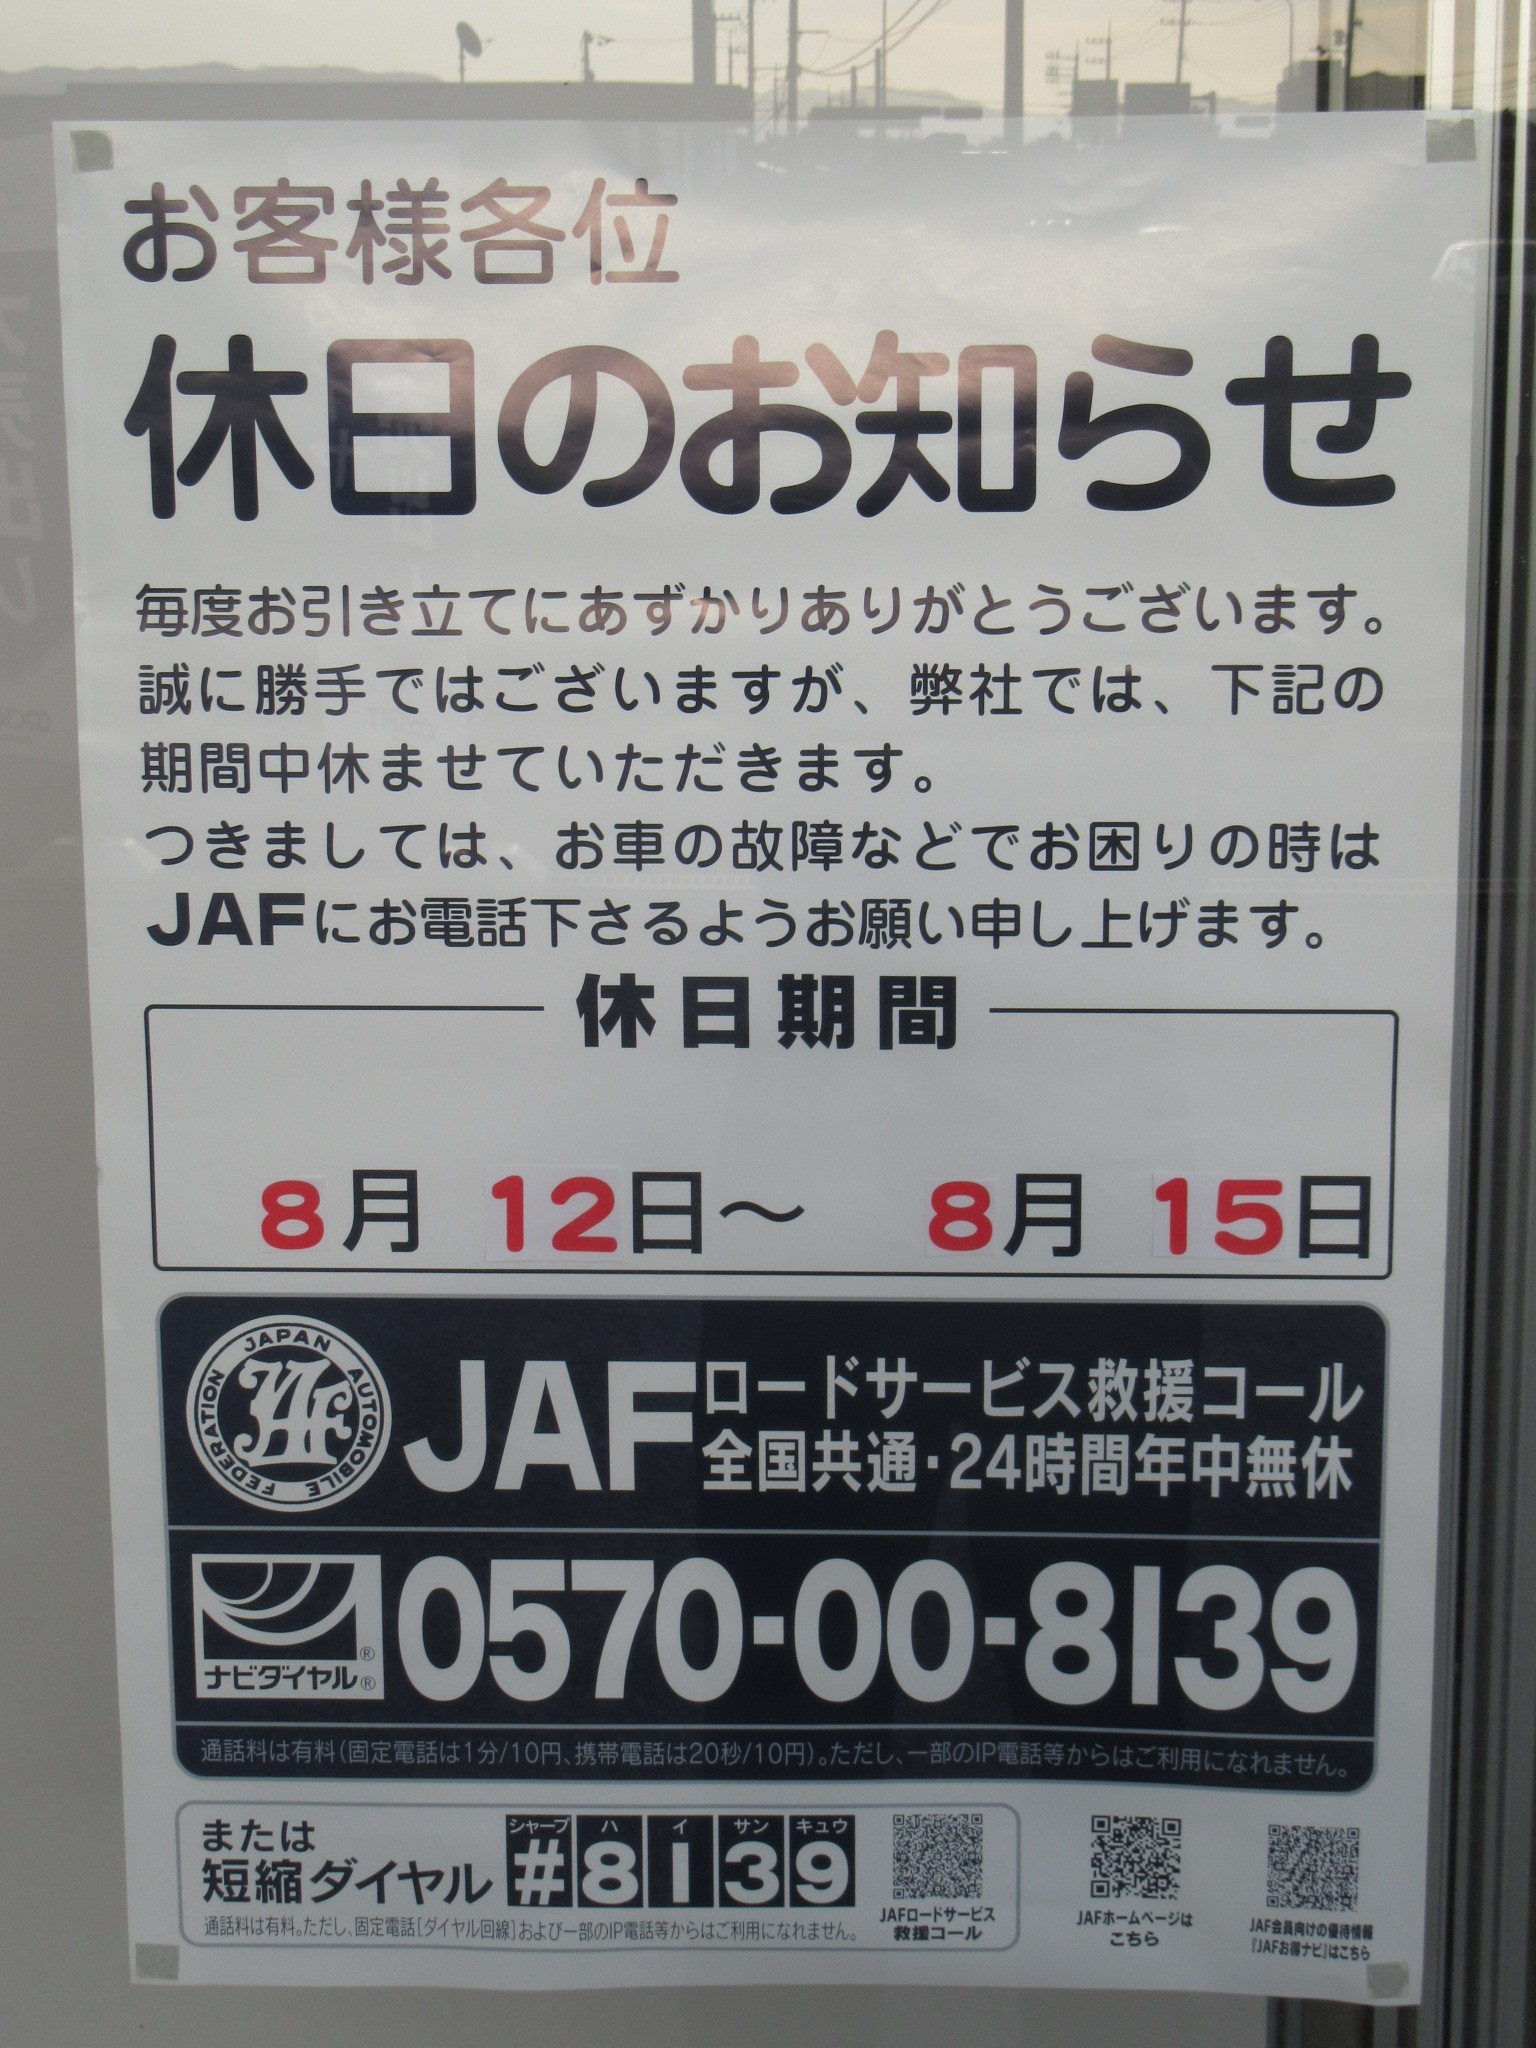 お客様各位
休日のお知らせ
毎度お引き立てにあずかりありがとうございます。
誠に勝手ではございますが、弊社では、下記の
期間中休ませていただきます。
つきましては、お車の故障などでお困りの時は
JAFにお電話下さるようお願い申し上げます。
休日期間
8月 12日～ 8月 15日
JAPAN AUTOMOBILE FEDERATION
JAF
JAF ロードサービス救援コール
全国共通・24時間年中無休
ナビダイヤル®
®
0570-00-8139
通話料は有料（固定電話は1分/10円、携帯電話は20秒/10円）。ただし、一部のIP電話等からはご利用になれません。
または
短縮ダイヤル
シャープ ハ イ サン キュウ
#8139
通話料は有料。ただし、固定電話［ダイヤル回線］および一部のIP電話等からはご利用になれません。
JAFロードサービス
救援コール
JAFホームページは
こちら
JAF会員向けの優待情報
『JAFお得ナビ』はこちら